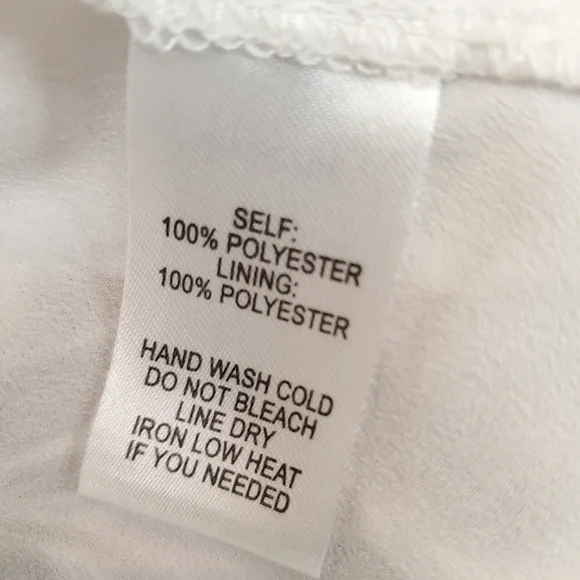 SELF:
100% POLYESTER
LINING:
100% POLYESTER
HAND WASH COLD
DO NOT BLEACH
LINE DRY
IRON LOW HEAT
IF YOU NEEDED